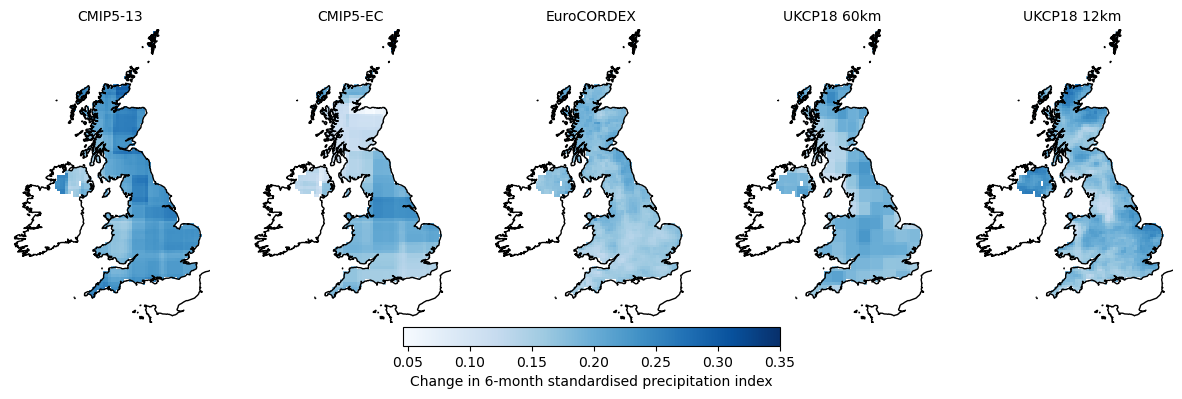 CMIP5-13 CMIP5-EC EuroCORDEX UKCP18 60km UKCP18 12km
0.05 0.10 0.15 0.20 0.25 0.30 0.35
Change in 6-month standardised precipitation index